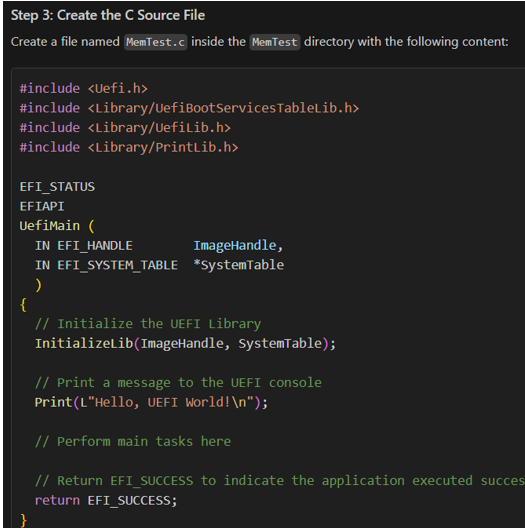 Step 3: Create the C Source File
Create a file named MemTest.c inside the MemTest directory with the following content:
#include <Uefi.h>
#include <Library/UefiBootServicesTableLib.h>
#include <Library/UefiLib.h>
#include <Library/PrintLib.h>
EFI_STATUS
EFIAPI
UefiMain (
  IN EFI_HANDLE        ImageHandle,
  IN EFI_SYSTEM_TABLE  *SystemTable
  )
{
  // Initialize the UEFI Library
  InitializeLib(ImageHandle, SystemTable);
  // Print a message to the UEFI console
  Print(L"Hello, UEFI World!\n");
  // Perform main tasks here
  // Return EFI_SUCCESS to indicate the application executed succes
  return EFI_SUCCESS;
}